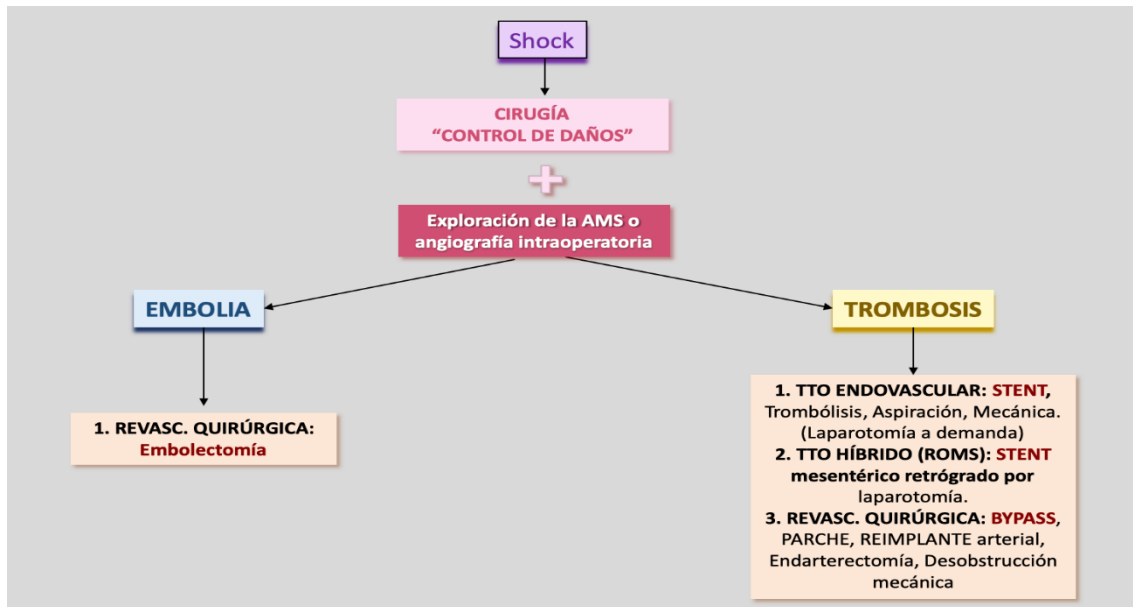 Shock
CIRUGÍA
“CONTROL DE DAÑOS”
+
Exploración de la AMS o
angiografía intraoperatoria
EMBOLIA
TROMBOSIS
1. REVASC. QUIRÚRGICA:
Embolectomía
1. TTO ENDOVASCULAR: STENT,
Trombólisis, Aspiración, Mecánica.
(Laparotomía a demanda)
2. TTO HÍBRIDO (ROMS): STENT
mesentérico retrógrado por
laparotomía.
3. REVASC. QUIRÚRGICA: BYPASS,
PARCHE, REIMPLANTE arterial,
Endarterectomía, Desobstrucción
mecánica